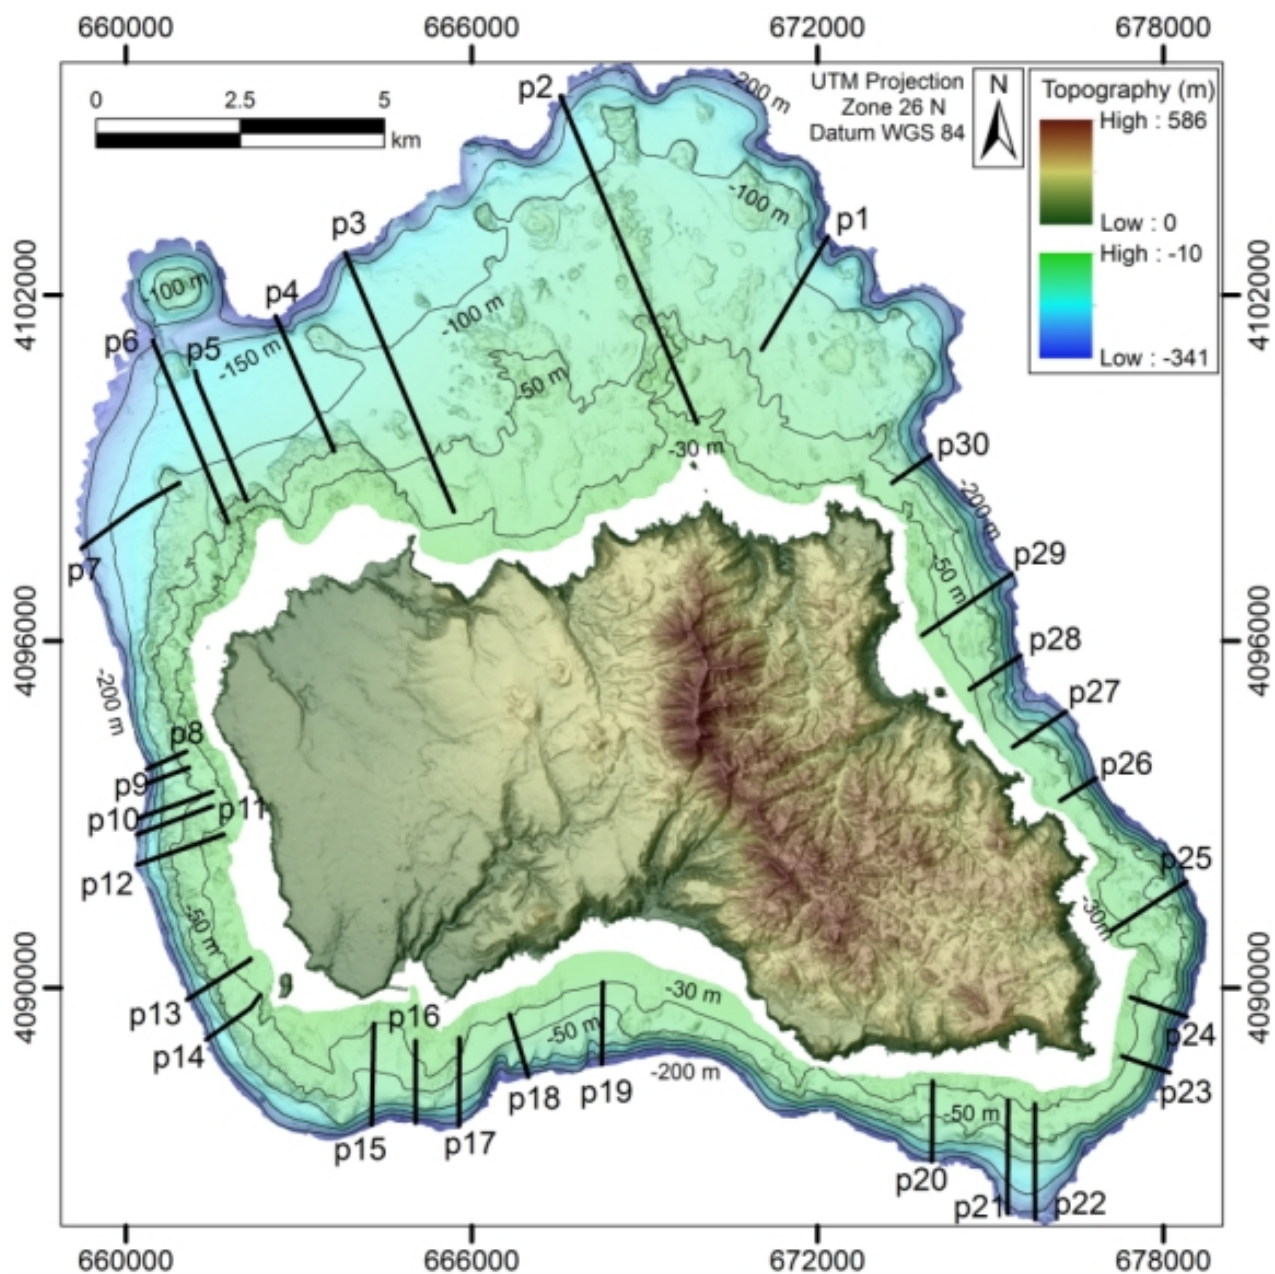 660000 666000 672000 678000
p2
-200 m
UTM Projection
Zone 26 N
Datum WGS 84
N
Topography (m)
High : 586
Low : 0
High : -10
Low : -341
0 2.5 5
km
-100 m
p3
p1
4102000
4102000
-100 m
p4
-100 m
p6
p5
-150 m
-50 m
-30 m
p30
-200 m
p7
p29
-50 m
4096000
4096000
p28
-200 m
p27
p8
p26
p9
p10
p11
p25
p12
-30m
-50 m
4090000
4090000
-30 m
p13
p16
p24
-50 m
p14
-200 m
p23
p18
p19
-50 m
p15
p17
p20
p21
p22
660000 666000 672000 678000